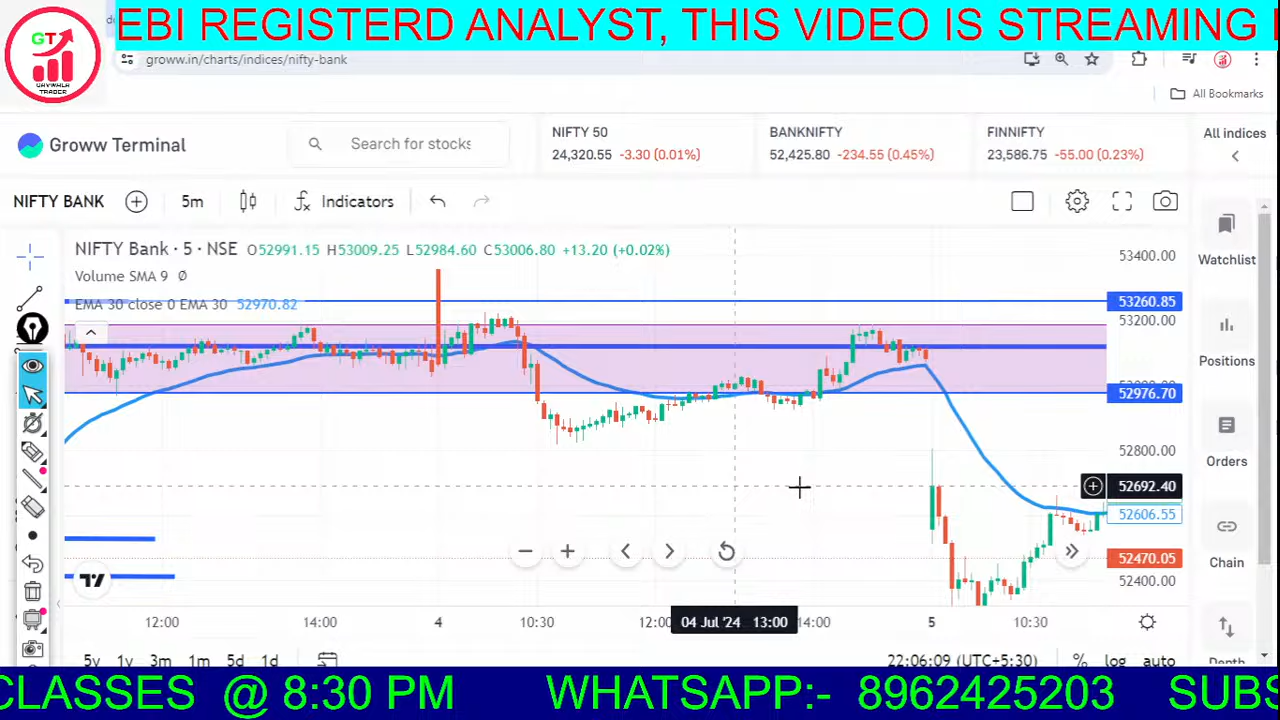 EBI REGISTERD ANALYST, THIS VIDEO IS STREAMING
GT
UAYWALA
TRADER
groww.in/charts/indices/nifty-bank
All Bookmarks
Groww Terminal
Search for stocks
NIFTY 50
24,320.55 -3.30 (0.01%)
BANKNIFTY
52,425.80 -234.55 (0.45%)
FINNIFTY
23,586.75 -55.00 (0.23%)
All indices
NIFTY BANK
5m
Indicators
NIFTY Bank · 5 · NSE O52991.15 H53009.25 L52984.60 C53006.80 +13.20 (+0.02%)
Volume SMA 9 Ø
EMA 30 close 0 EMA 30 52970.82
53400.00
53260.85
53200.00
52976.70
52800.00
52692.40
52606.55
52470.05
52400.00
Watchlist
Positions
Orders
Chain
Depth
12:00 14:00 4 10:30 12:00 04 Jul '24 13:00 14:00 5 10:30
5y 1y 3m 1m 5d 1d
22:06:09 (UTC+5:30) % log auto
CLASSES @ 8:30 PM WHATSAPP:- 8962425203 SUBS